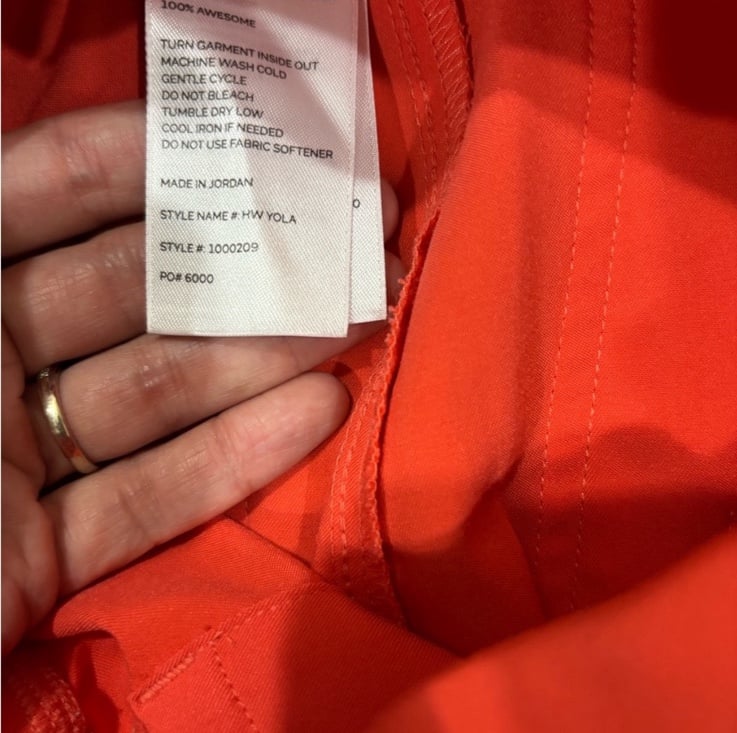 100% AWESOME
TURN GARMENT INSIDE OUT
MACHINE WASH COLD
GENTLE CYCLE
DO NOT BLEACH
TUMBLE DRY LOW
COOL IRON IF NEEDED
DO NOT USE FABRIC SOFTENER
MADE IN JORDAN
STYLE NAME #: HW YOLA
STYLE #: 1000209
PO# 6000